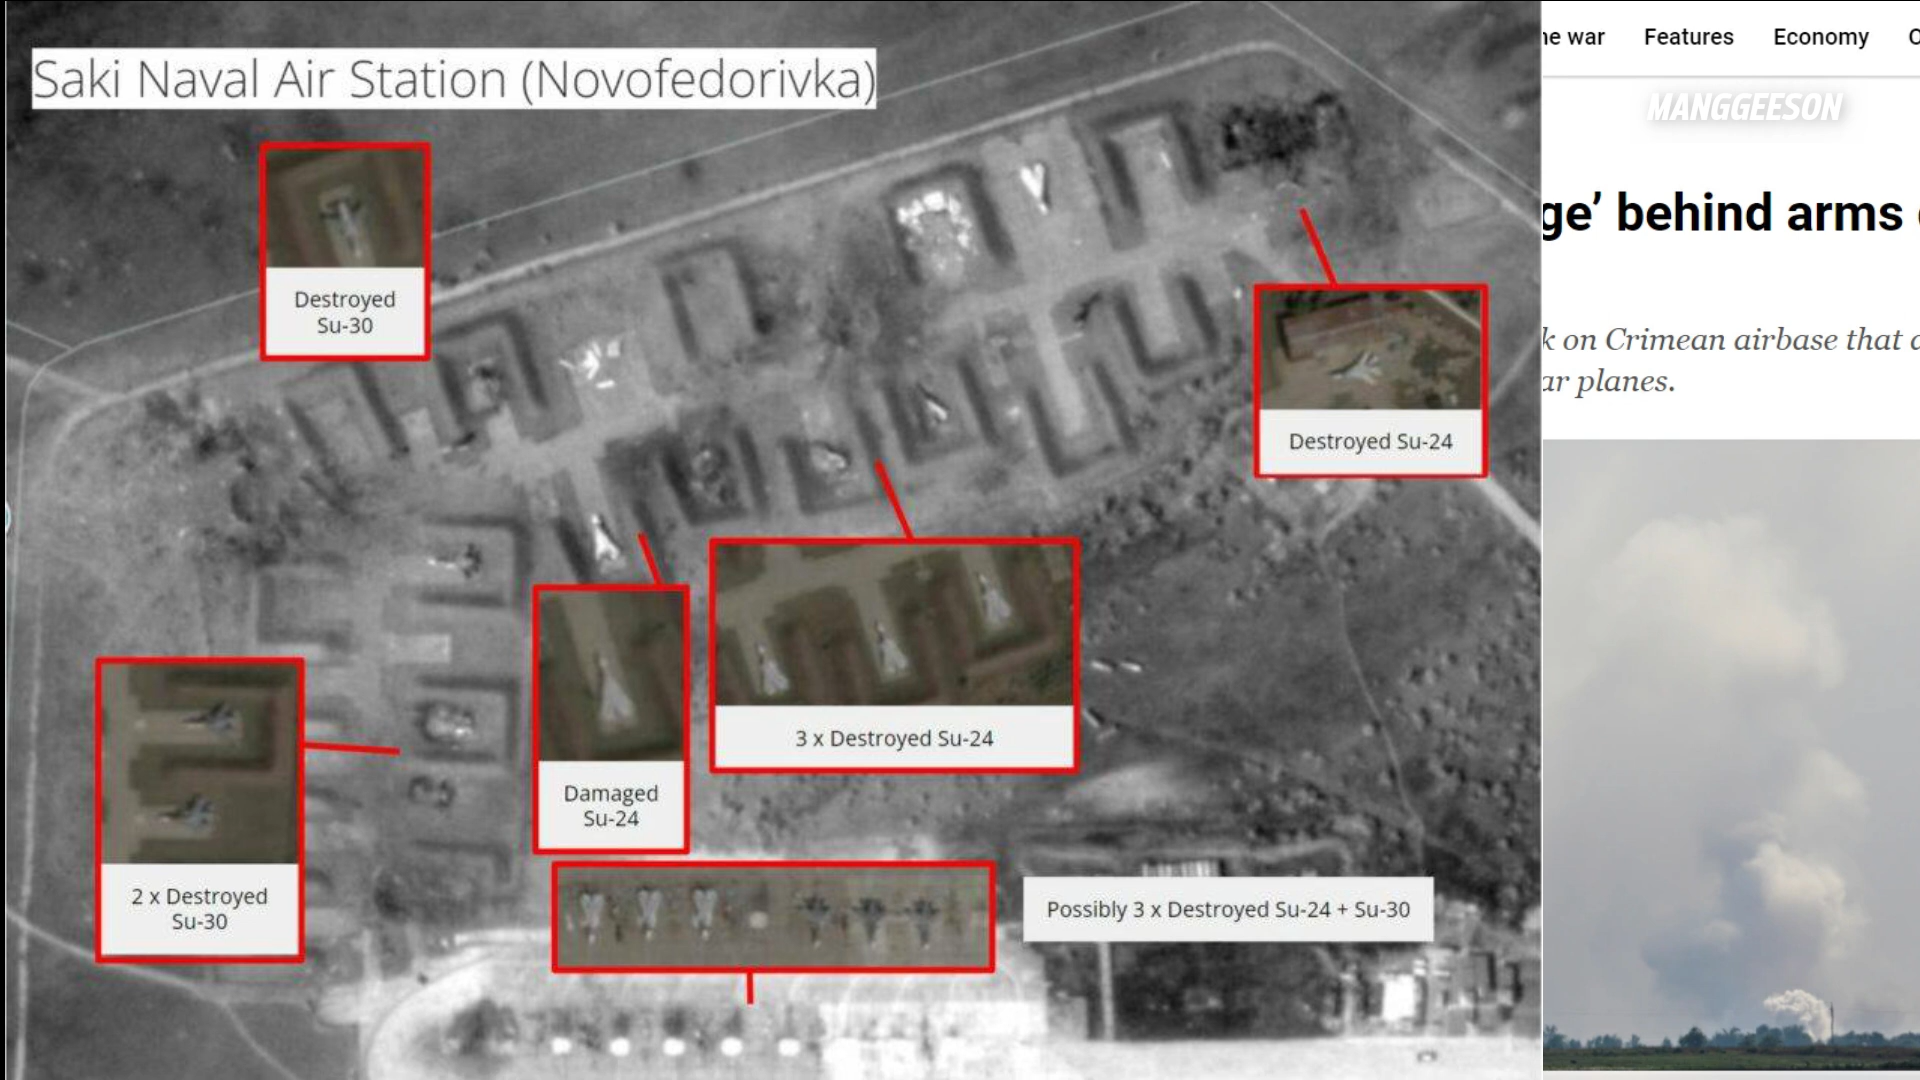 Saki Naval Air Station (Novofedorivka)
Destroyed
Su-30
Destroyed Su-24
3 x Destroyed Su-24
Damaged
Su-24
2 x Destroyed
Su-30
Possibly 3 x Destroyed Su-24 + Su-30
he war Features Economy
MANGGEESON
ge’ behind arms
k on Crimean airbase that
ar planes.